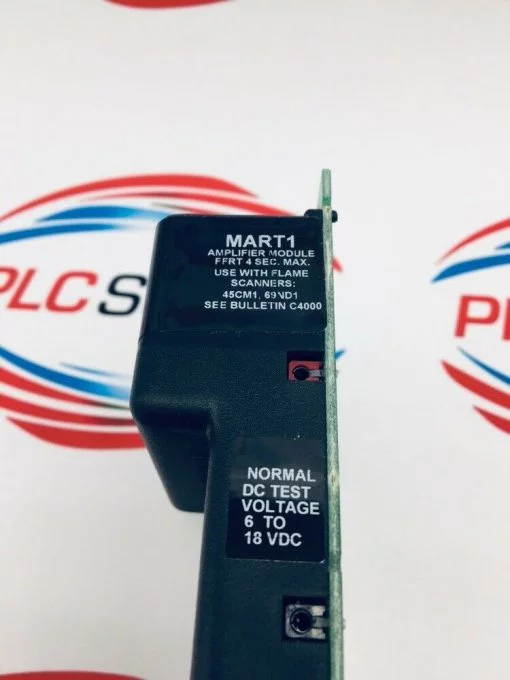 MART1
AMPLIFIER MODULE
FFRT 4 SEC. MAX.
USE WITH FLAME
SCANNERS:
45CM1, 69ND1
SEE BULLETIN C4000
PLC S
PLC
NORMAL
DC TEST
VOLTAGE
6 TO
18 VDC